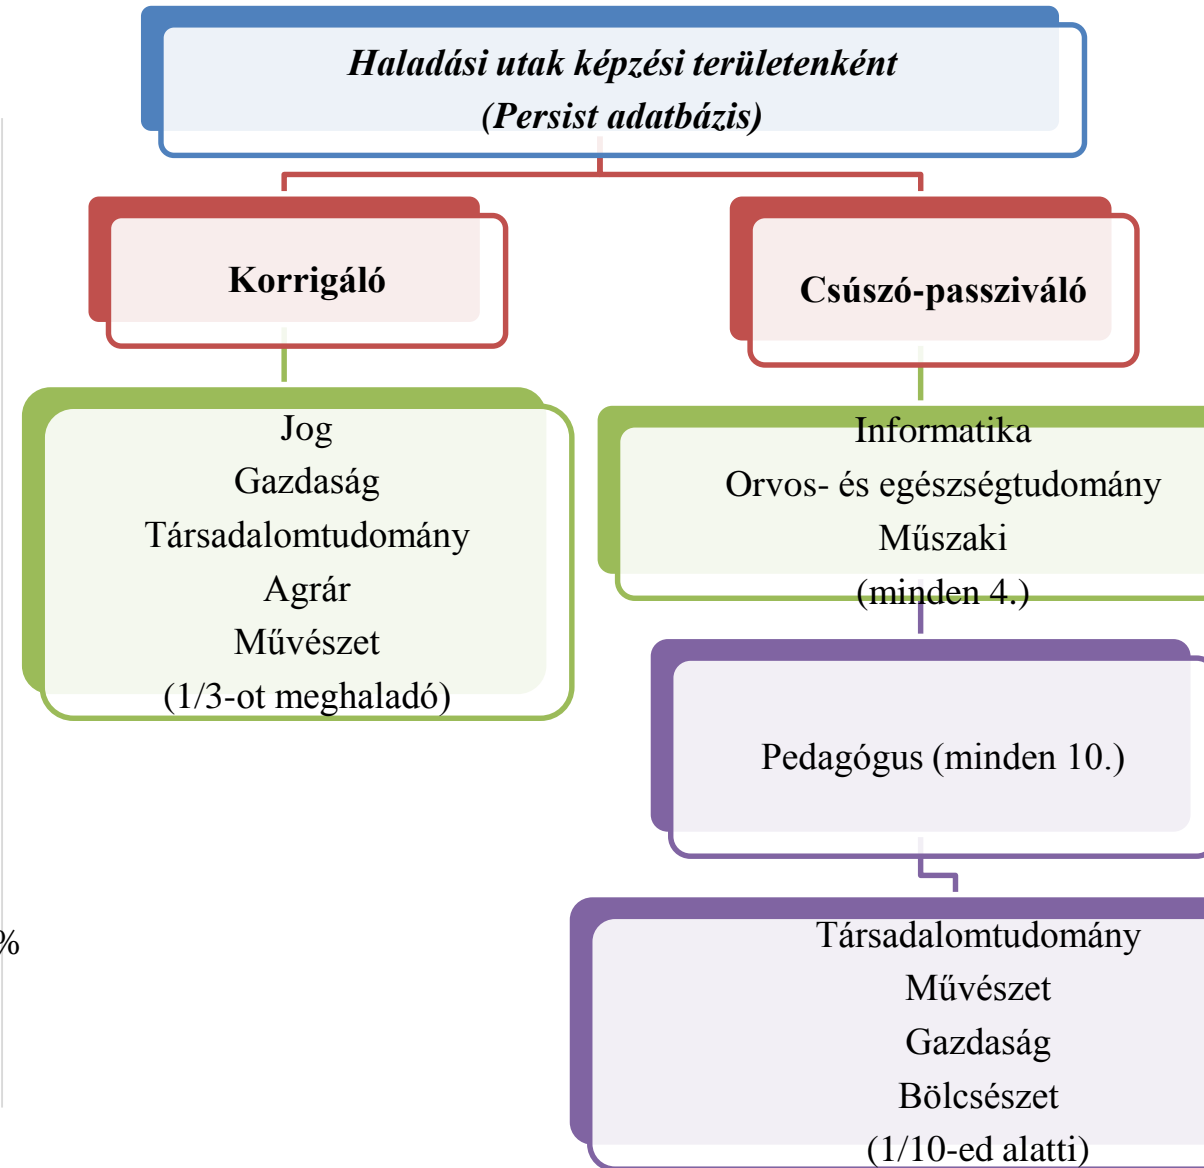 Haladási utak képzési területenként
(Persist adatbázis)
Korrigáló
Csúszó-passziváló
Jog
Gazdaság
Társadalomtudomány
Agrár
Művészet
(1/3-ot meghaladó)
Informatika
Orvos- és egészségtudomány
Műszaki
(minden 4.)
Pedagógus (minden 10.)
Társadalomtudomány
Művészet
Gazdaság
Bölcsészet
(1/10-ed alatti)
%